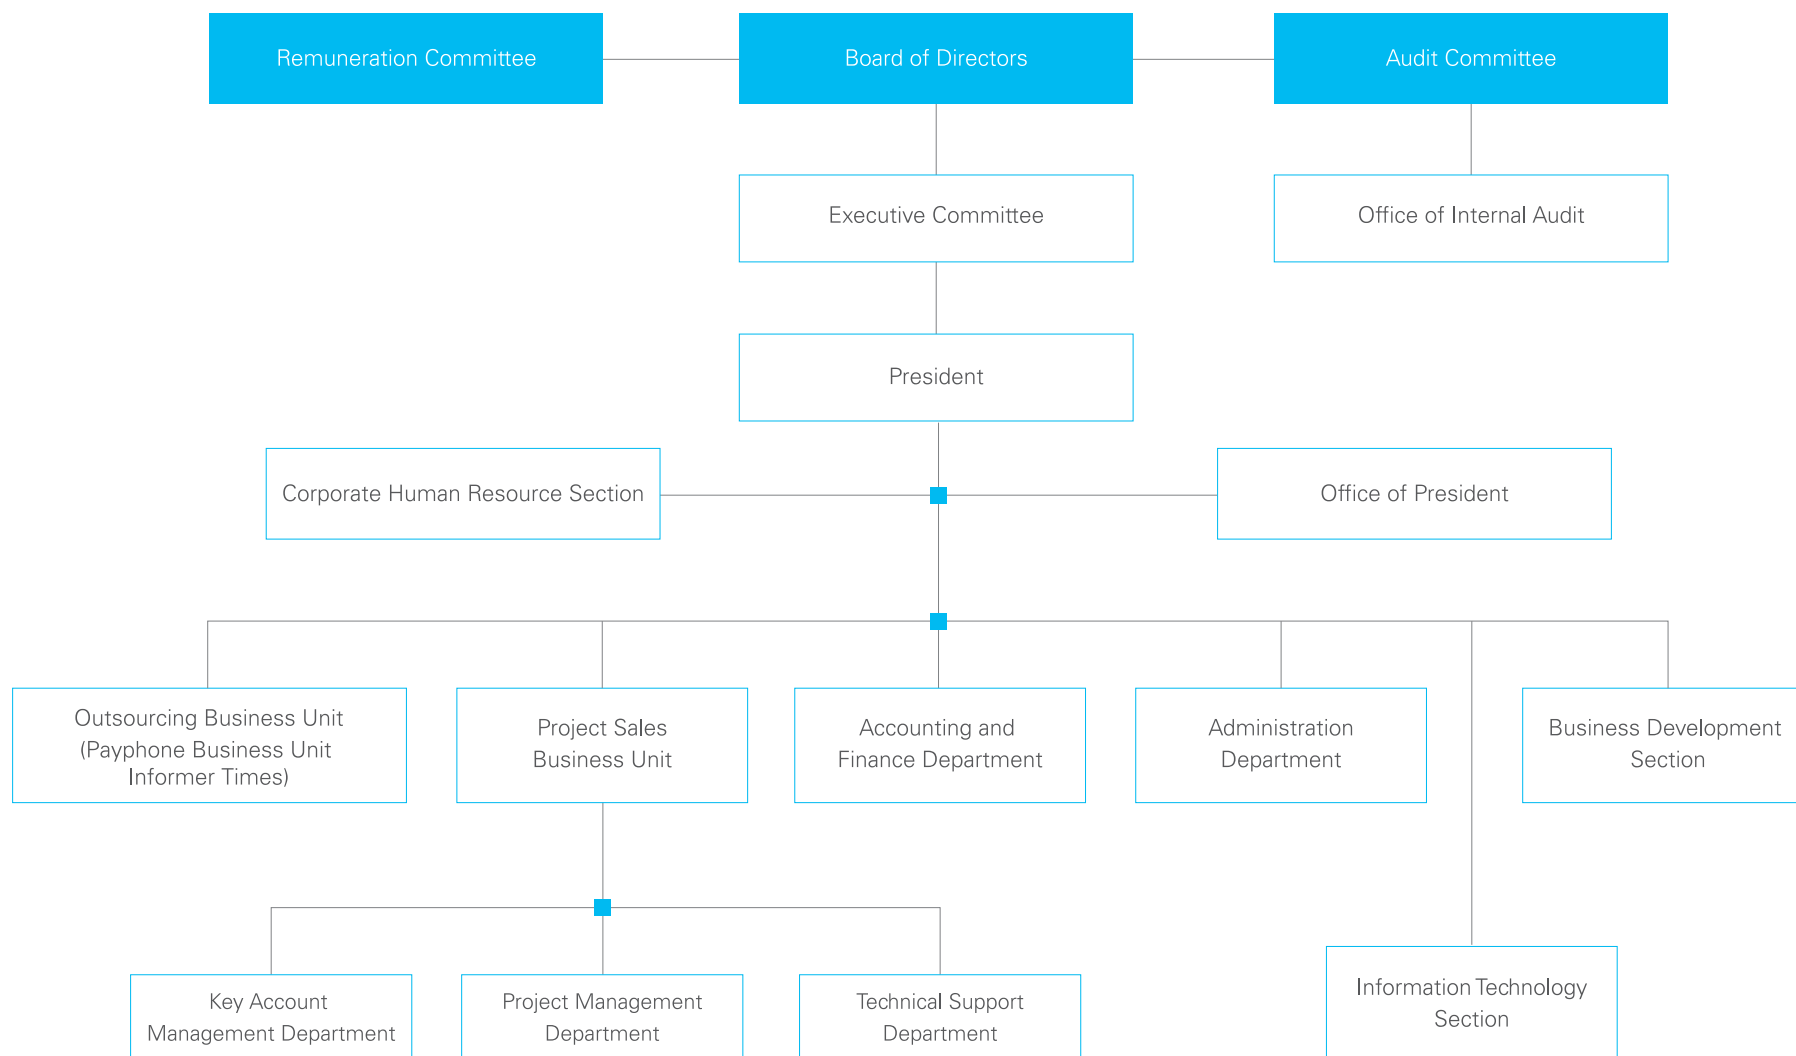 Remuneration Committee
Board of Directors
Audit Committee
Executive Committee
Office of Internal Audit
President
Corporate Human Resource Section
Office of President
Outsourcing Business Unit
(Payphone Business Unit
Informer Times)
Project Sales
Business Unit
Accounting and
Finance Department
Administration
Department
Business Development
Section
Key Account
Management Department
Project Management
Department
Technical Support
Department
Information Technology
Section